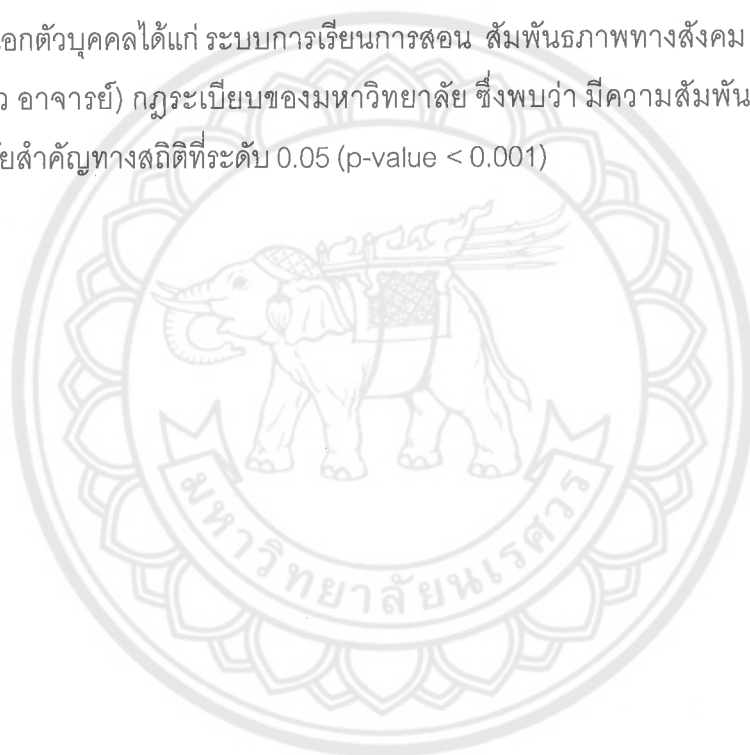 อกตัวบุคคลได้แก่ ระบบการเรียนการสอน สัมพันธภาพทางสังคม
ว อาจารย์) กฎระเบียบของมหาวิทยาลัย ซึ่งพบว่า มีความสัมพัน
ยสำคัญทางสถิติที่ระดับ 0.05 (p-value < 0.001)
มหาวิทยาลัยนเรศวร